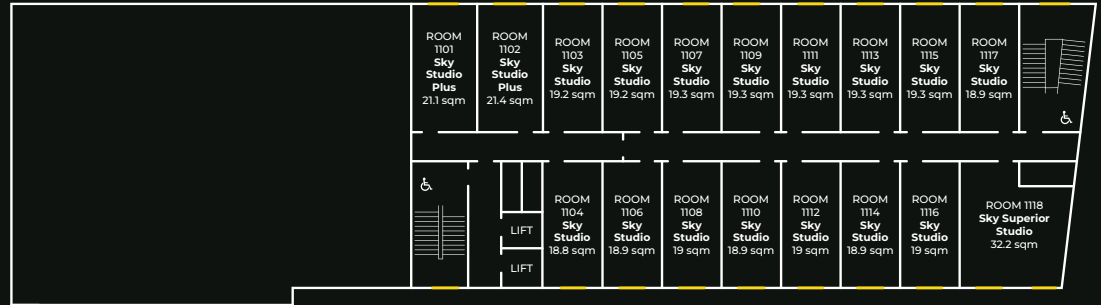 ROOM
1101
Sky
Studio
Plus
21.1 sqm
ROOM
1102
Sky
Studio
Plus
21.4 sqm
ROOM
1103
Sky
Studio
19.2 sqm
ROOM
1105
Sky
Studio
19.2 sqm
ROOM
1107
Sky
Studio
19.3 sqm
ROOM
1109
Sky
Studio
19.3 sqm
ROOM
1111
Sky
Studio
19.3 sqm
ROOM
1113
Sky
Studio
19.3 sqm
ROOM
1115
Sky
Studio
19.3 sqm
ROOM
1117
Sky
Studio
18.9 sqm
LIFT
LIFT
ROOM
1104
Sky
Studio
18.8 sqm
ROOM
1106
Sky
Studio
18.9 sqm
ROOM
1108
Sky
Studio
19 sqm
ROOM
1110
Sky
Studio
18.9 sqm
ROOM
1112
Sky
Studio
19 sqm
ROOM
1114
Sky
Studio
18.9 sqm
ROOM
1116
Sky
Studio
19 sqm
ROOM 1118
Sky Superior
Studio
32.2 sqm